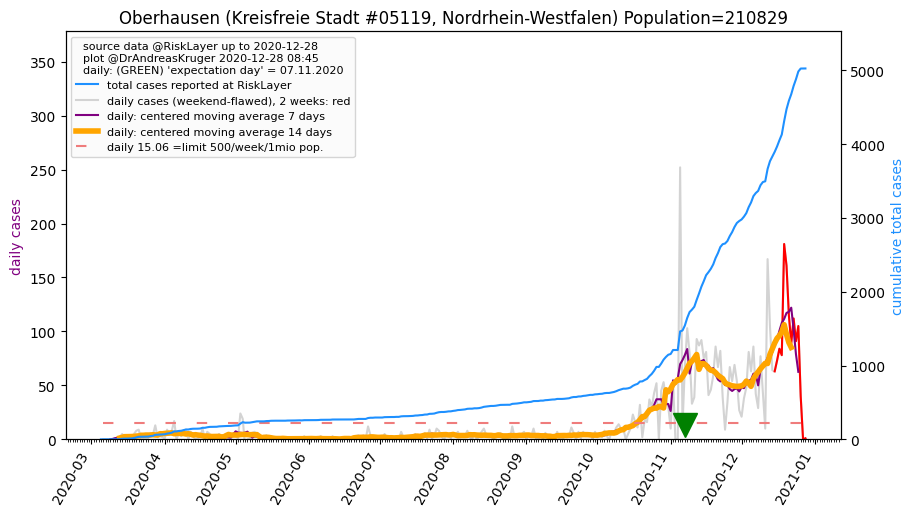 Oberhausen (Kreisfreie Stadt #05119, Nordrhein-Westfalen) Population=210829
source data @RiskLayer up to 2020-12-28
plot @DrAndreasKruger 2020-12-28 08:45
daily: (GREEN) 'expectation day' = 07.11.2020
total cases reported at RiskLayer
daily cases (weekend-flawed), 2 weeks: red
daily: centered moving average 7 days
daily: centered moving average 14 days
daily 15.06 =limit 500/week/1mio pop.
daily cases
350
300
250
200
150
100
50
0
cumulative total cases
5000
4000
3000
2000
1000
0
2020-03
2020-04
2020-05
2020-06
2020-07
2020-08
2020-09
2020-10
2020-11
2020-12
2021-01